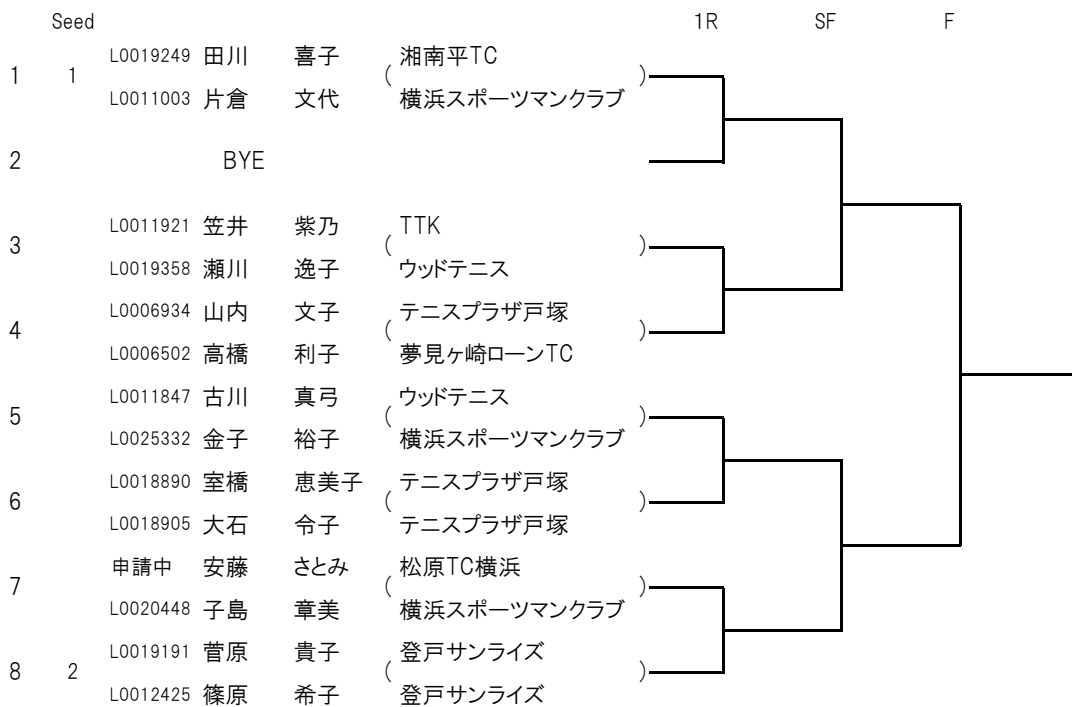 Seed 1R SF F
L0019249 田川 喜子 湘南平TC
1 1 ( )
L0011003 片倉 文代 横浜スポーツマンクラブ
2 BYE
L0011921 笠井 紫乃 TTK
3 ( )
L0019358 瀬川 逸子 ウッドテニス
L0006934 山内 文子 テニスプラザ戸塚
4 ( )
L0006502 高橋 利子 夢見ヶ崎ローンTC
L0011847 古川 真弓 ウッドテニス
5 ( )
L0025332 金子 裕子 横浜スポーツマンクラブ
L0018890 室橋 恵美子 テニスプラザ戸塚
6 ( )
L0018905 大石 令子 テニスプラザ戸塚
申請中 安藤 さとみ 松原TC横浜
7 ( )
L0020448 子島 章美 横浜スポーツマンクラブ
L0019191 菅原 貴子 登戸サンライズ
8 2 ( )
L0012425 篠原 希子 登戸サンライズ